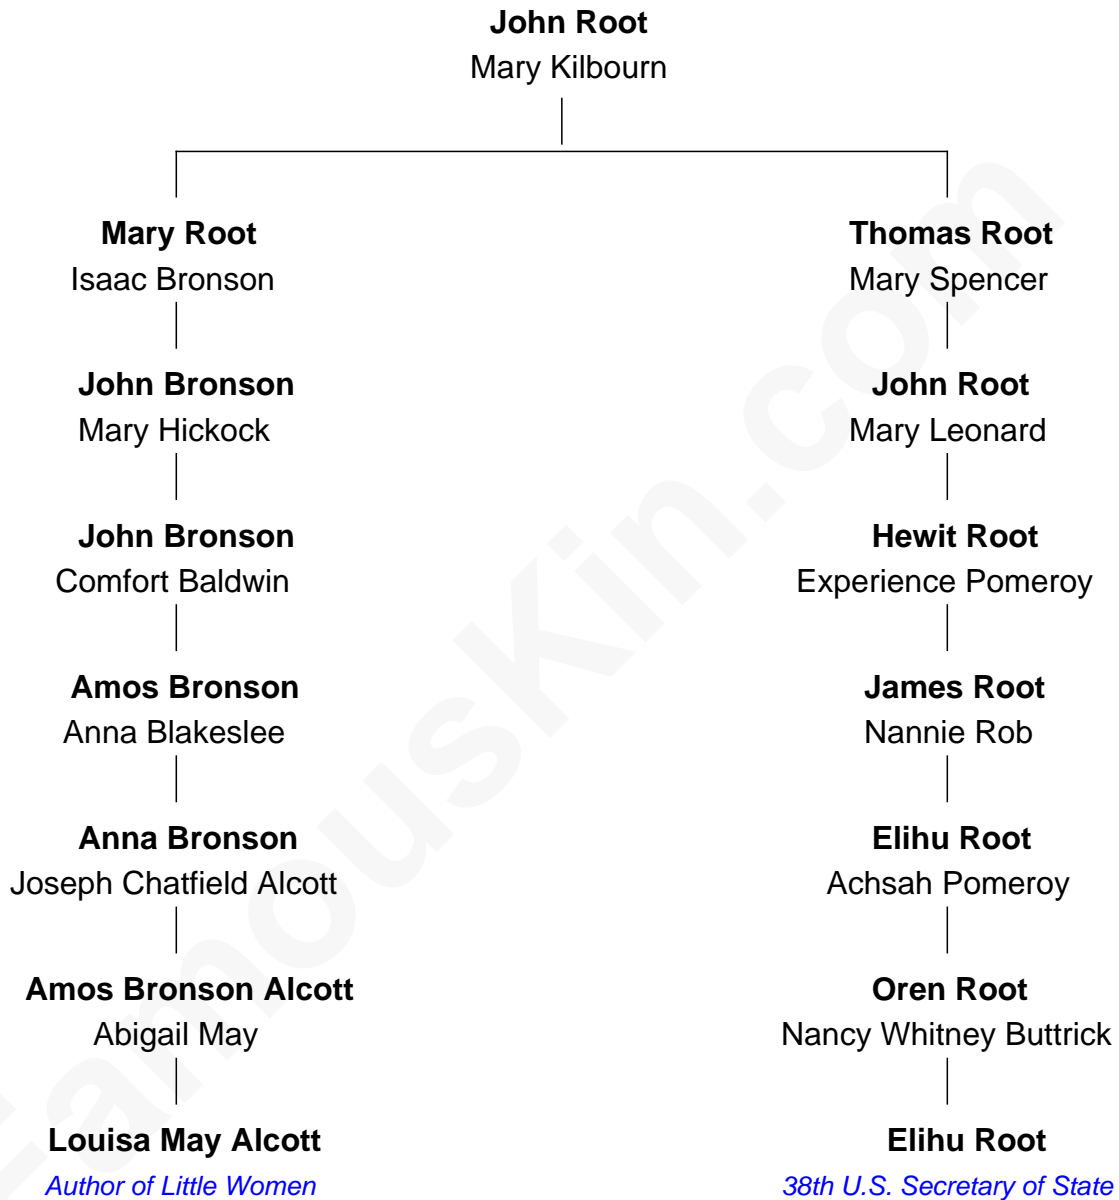 John Root
Mary Kilbourn
Mary Root
Isaac Bronson
John Bronson
Mary Hickock
John Bronson
Comfort Baldwin
Amos Bronson
Anna Blakeslee
Anna Bronson
Joseph Chatfield Alcott
Amos Bronson Alcott
Abigail May
Louisa May Alcott
Author of Little Women
Thomas Root
Mary Spencer
John Root
Mary Leonard
Hewit Root
Experience Pomeroy
James Root
Nannie Rob
Elihu Root
Achsah Pomeroy
Oren Root
Nancy Whitney Buttrick
Elihu Root
38th U.S. Secretary of State
FamousKin.com